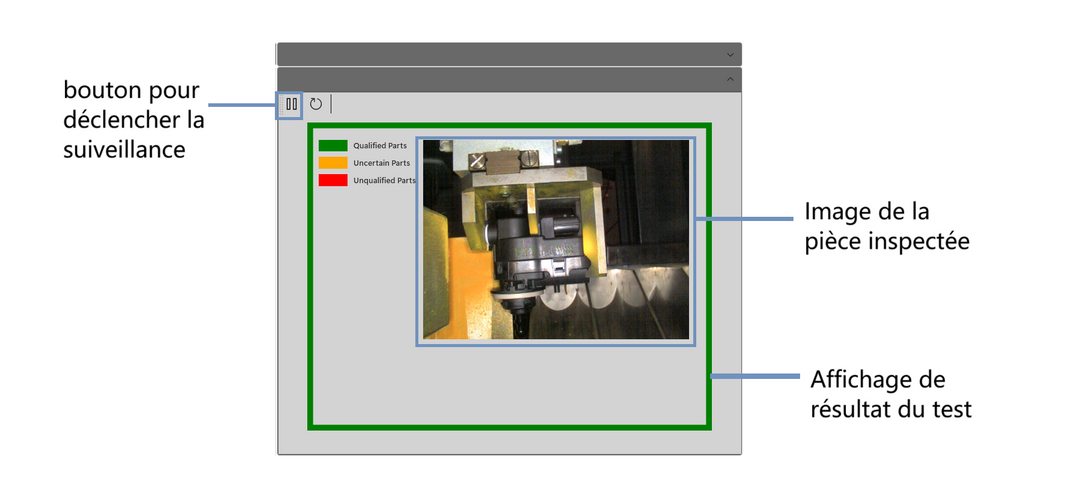 bouton pour
déclencher la
suiveillance
Qualified Parts
Uncertain Parts
Unqualified Parts
Image de la
pièce inspectée
Affichage de
résultat du test